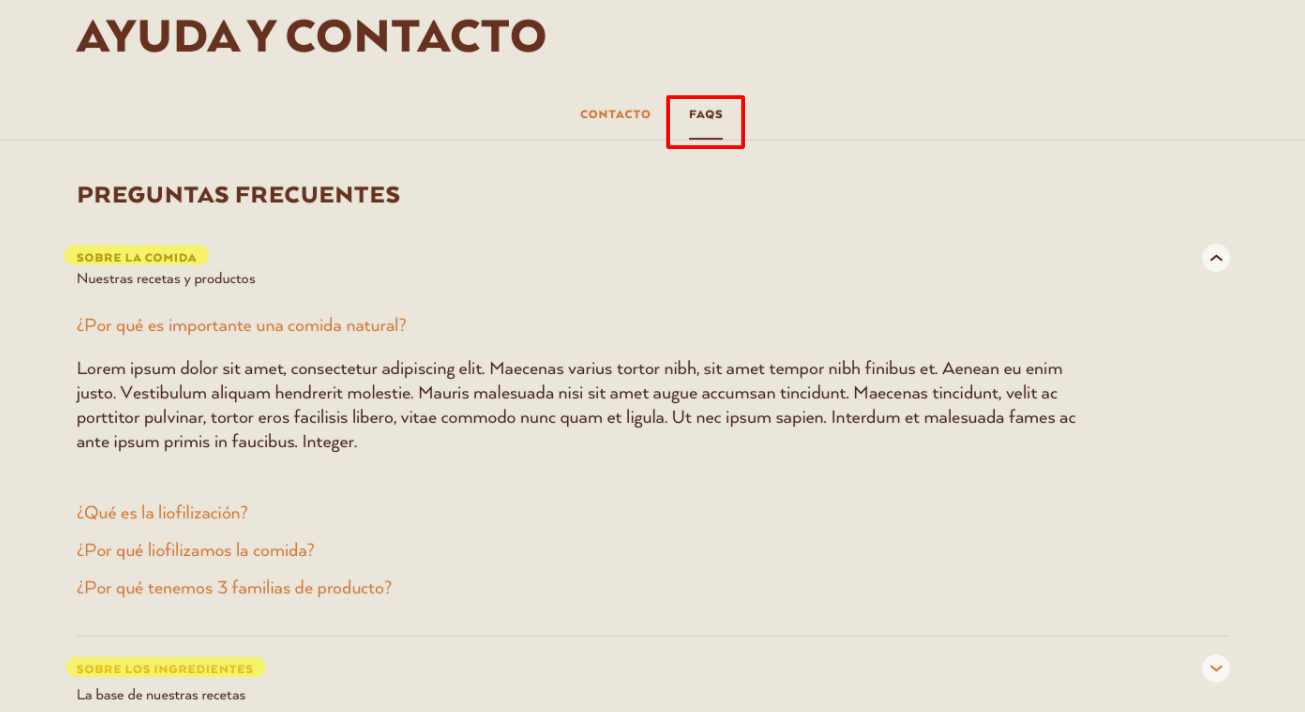 AYUDA Y CONTACTO
CONTACTO
FAQS
PREGUNTAS FRECUENTES
SOBRE LA COMIDA
Nuestras recetas y productos
¿Por qué es importante una comida natural?
Lorem ipsum dolor sit amet, consectetur adipiscing elit. Maecenas varius tortor nibh, sit amet tempor nibh finibus et. Aenean eu enim
justo. Vestibulum aliquam hendrerit molestie. Mauris malesuada nisi sit amet augue accumsan tincidunt. Maecenas tincidunt, velit ac
porttitor pulvinar, tortor eros facilisis libero, vitae commodo nunc quam et ligula. Ut nec ipsum sapien. Interdum et malesuada fames ac
ante ipsum primis in faucibus. Integer.
¿Qué es la liofilización?
¿Por qué liofilizamos la comida?
¿Por qué tenemos 3 familias de producto?
SOBRE LOS INGREDIENTES
La base de nuestras recetas